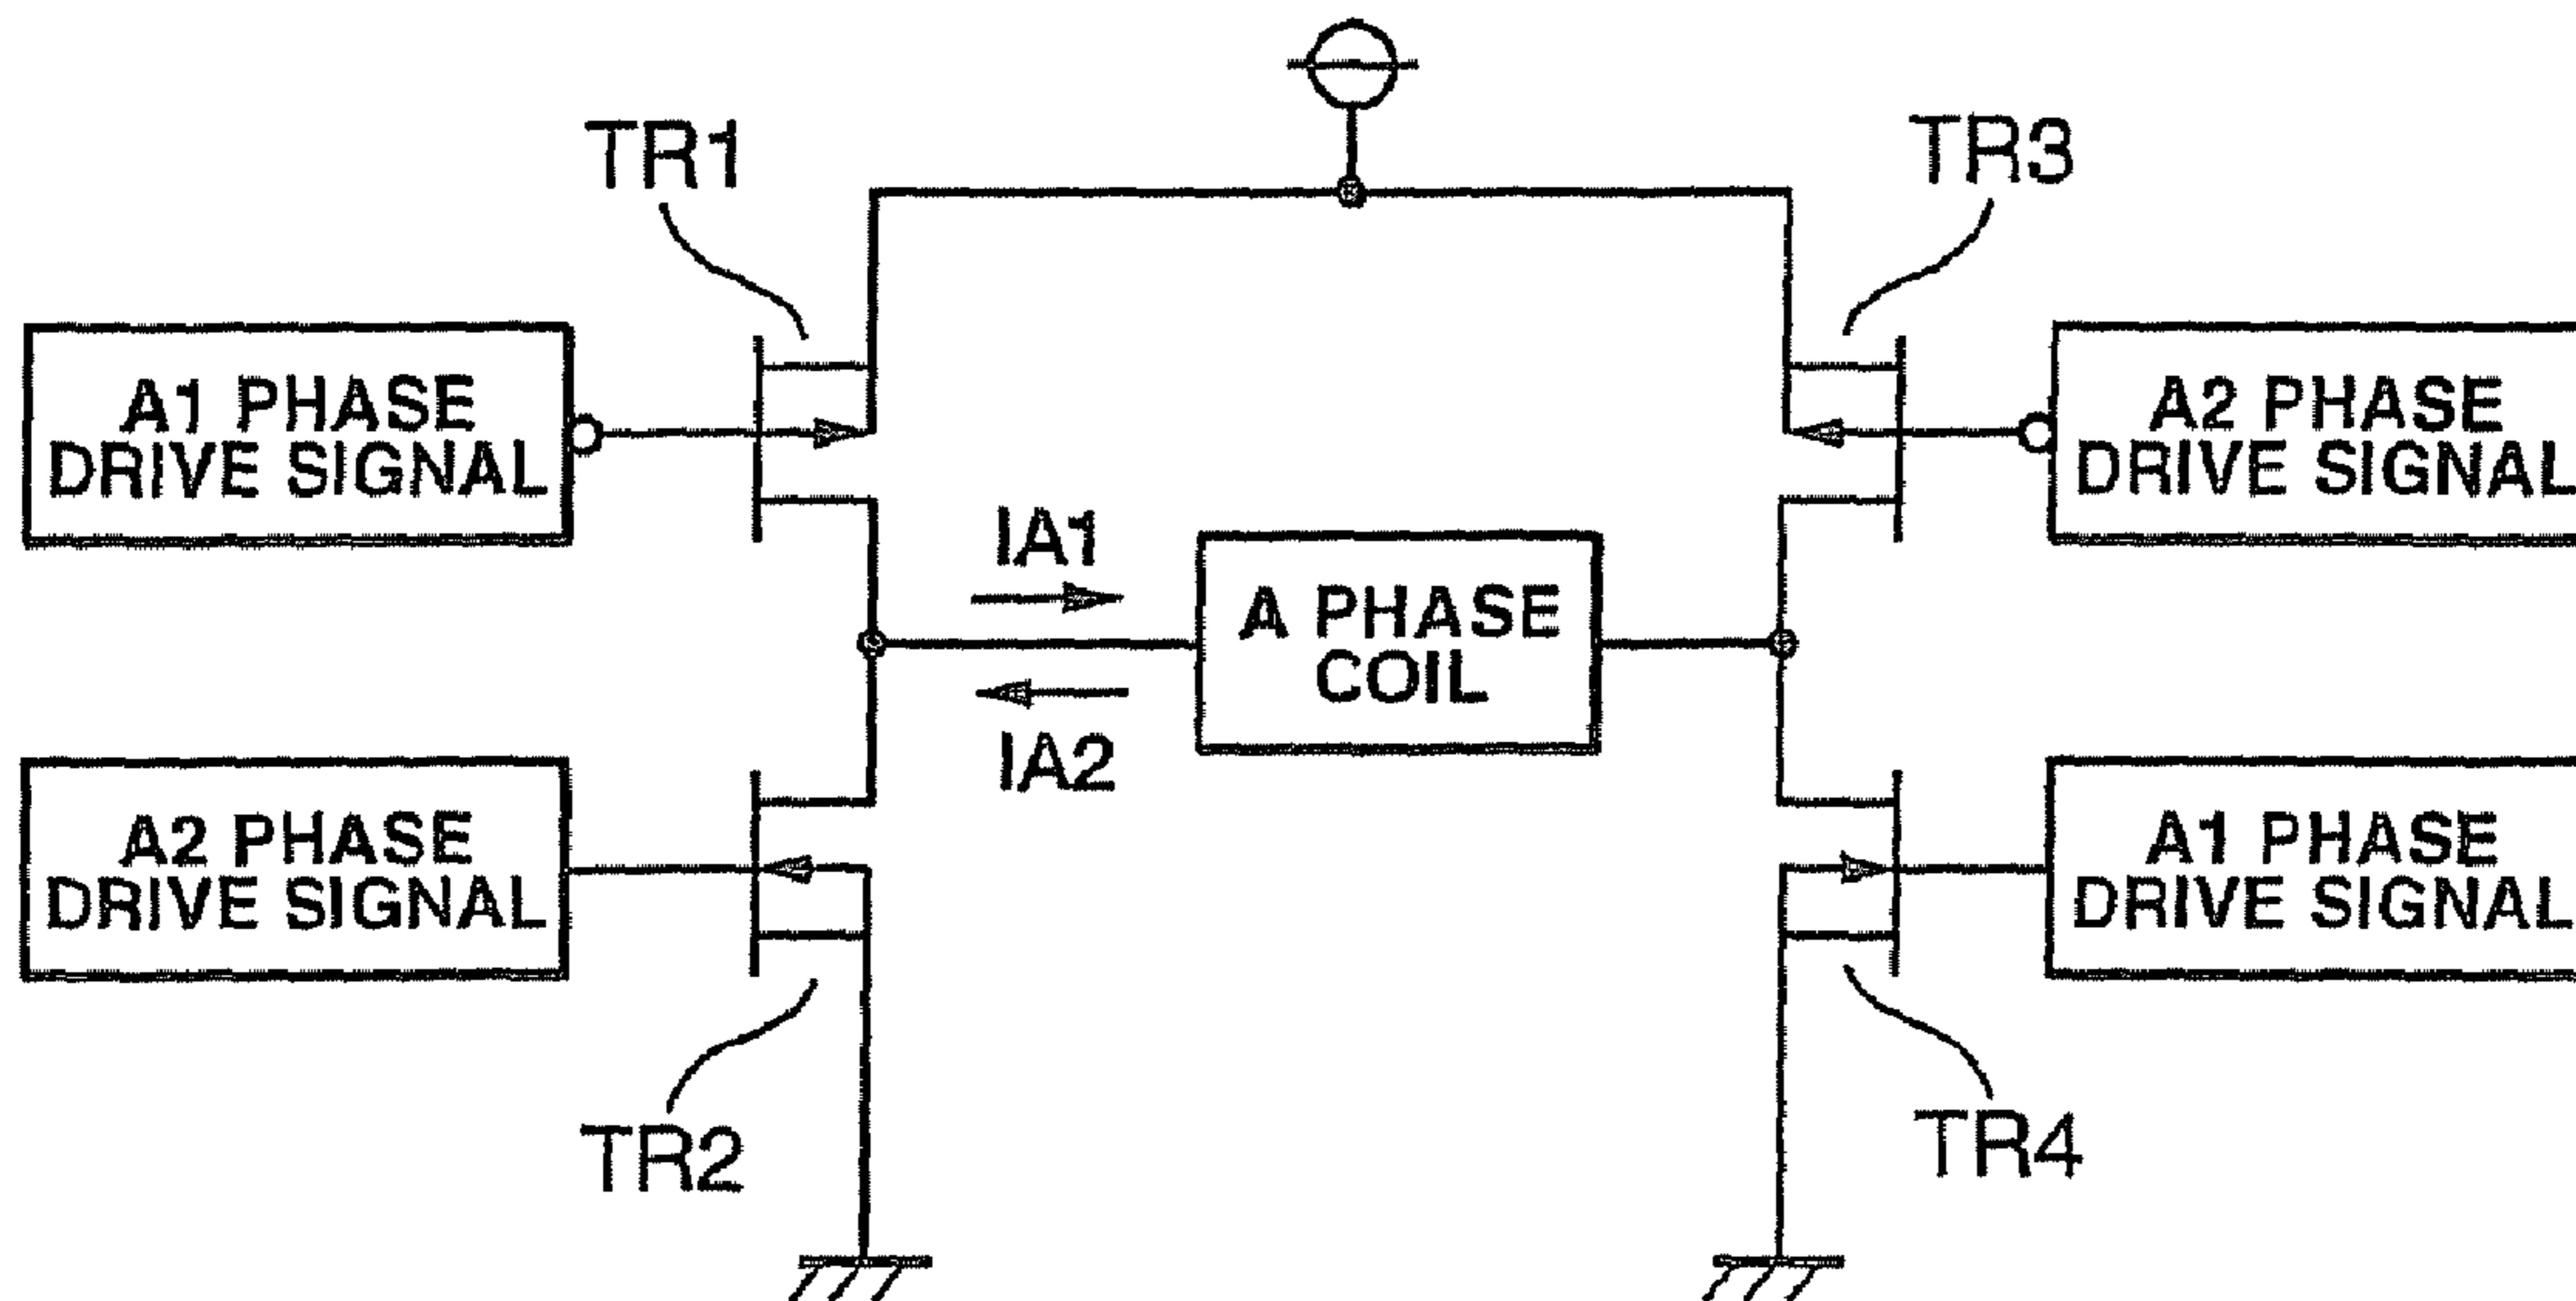 TR1
TR3
A1 PHASE
DRIVE SIGNAL
A2 PHASE
DRIVE SIGNAL
IA1
A PHASE
COIL
IA2
A2 PHASE
DRIVE SIGNAL
A1 PHASE
DRIVE SIGNAL
TR2
TR4